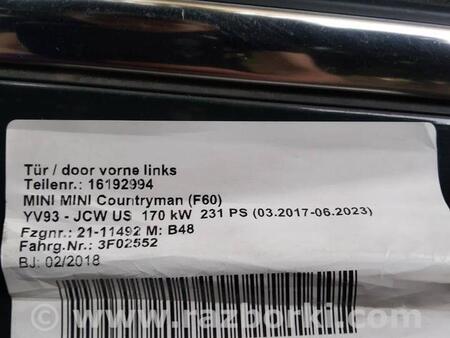 Tür / door vorne links
Teilenr.: 16192994
MINI MINI Countryman (F60)
YV93 - JCW US 170 kW 231 PS (03.2017-06.2023)
Fzgnr.: 21-11492 M: B48
Fahrg.Nr.: 3F02552
BJ: 02/2018
www.razborki.com